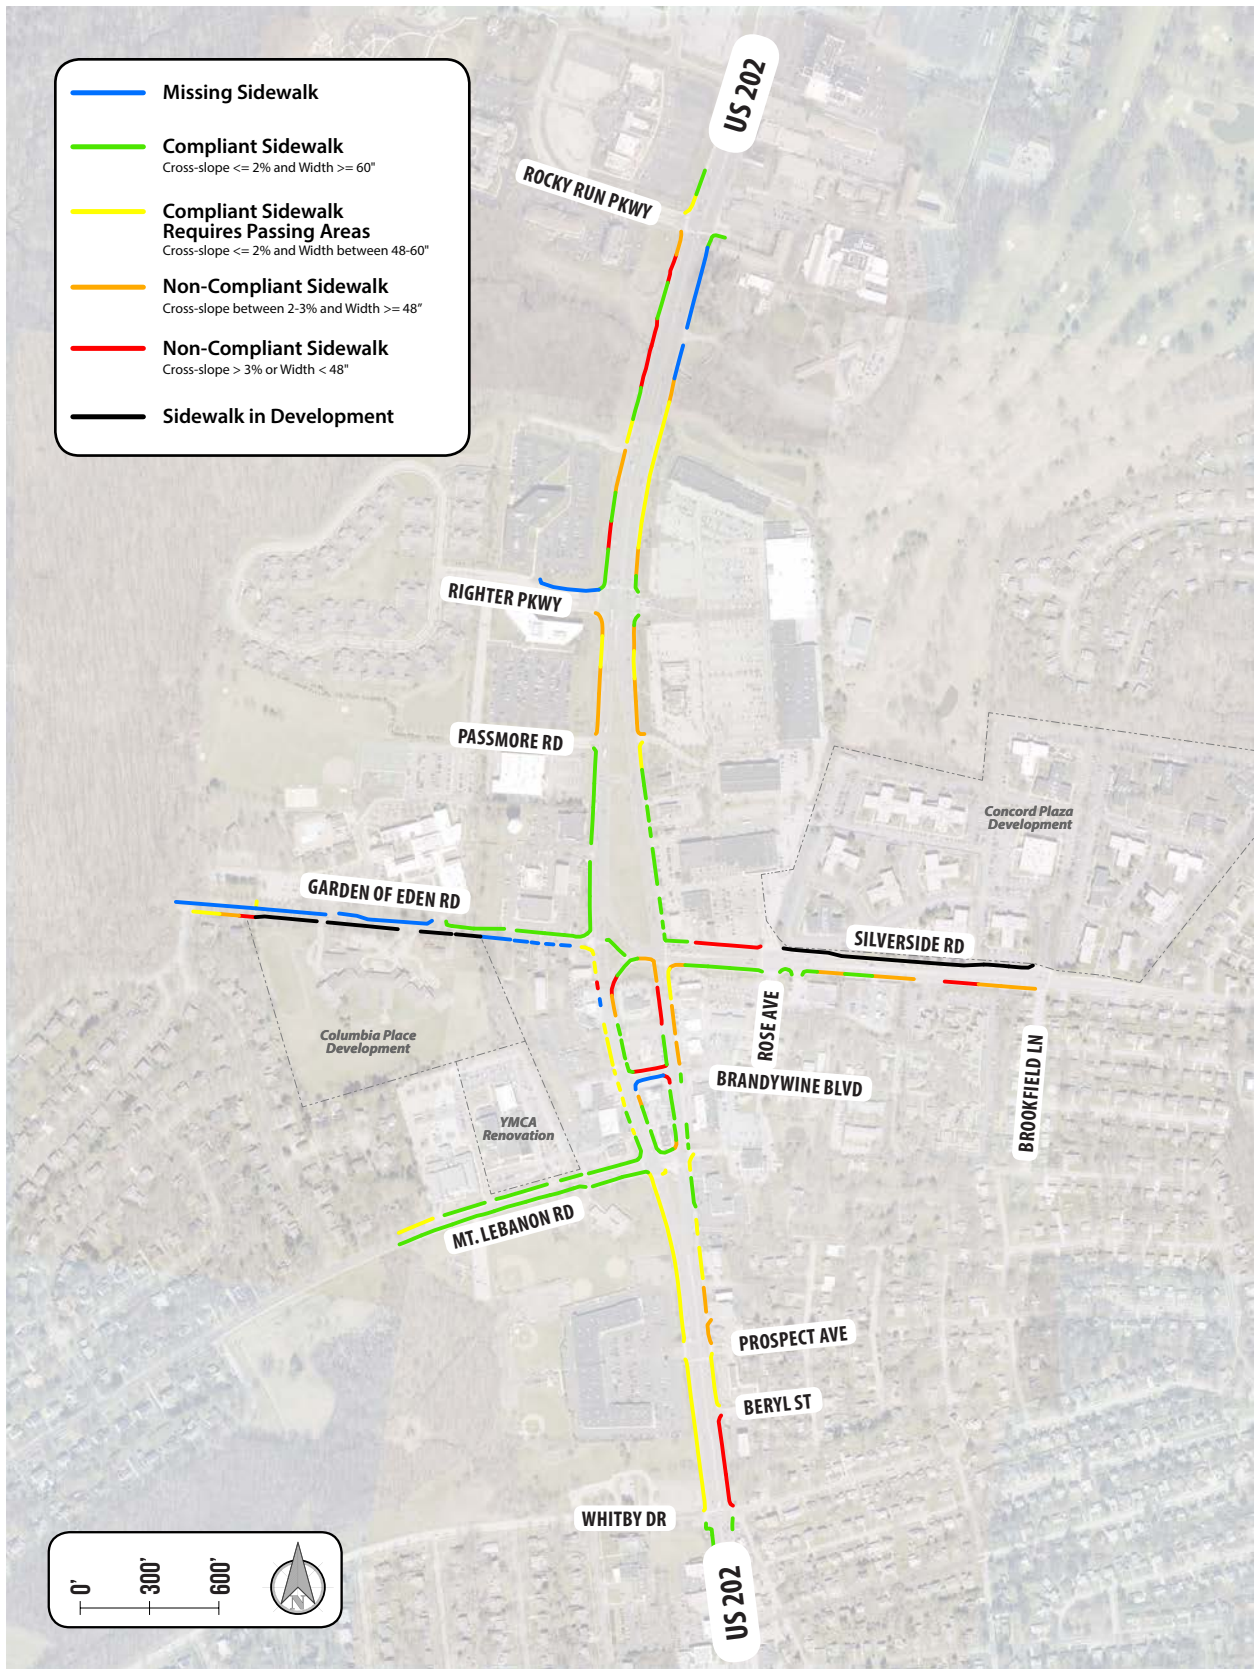 US 202
Missing Sidewalk
Compliant Sidewalk
Cross-slope <= 2% and Width >= 60"
Compliant Sidewalk
Requires Passing Areas
Cross-slope <= 2% and Width between 48-60"
Non-Compliant Sidewalk
Cross-slope between 2-3% and Width >= 48"
Non-Compliant Sidewalk
Cross-slope > 3% or Width < 48"
Sidewalk in Development
ROCKY RUN PKWY
RIGHTER PKWY
PASSMORE RD
Concord Plaza
Development
GARDEN OF EDEN RD
SILVERSIDE RD
Columbia Place
Development
ROSE AVE
BRANDYWINE BLVD
BROOKFIELD LN
YMCA
Renovation
MT. LEBANON RD
PROSPECT AVE
BERYL ST
WHITBY DR
0'
300'
600'
N
US 202